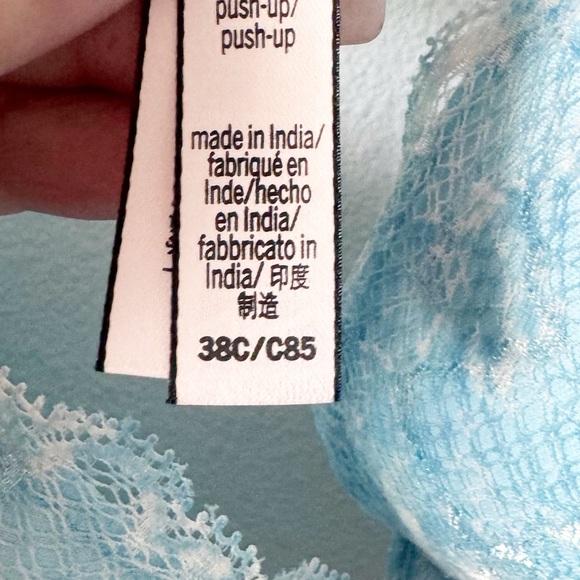 push-up/
push-up
made in India/
fabriqué en
Inde/hecho
en India/
fabbricato in
India/ 印度
制造
38C/C85